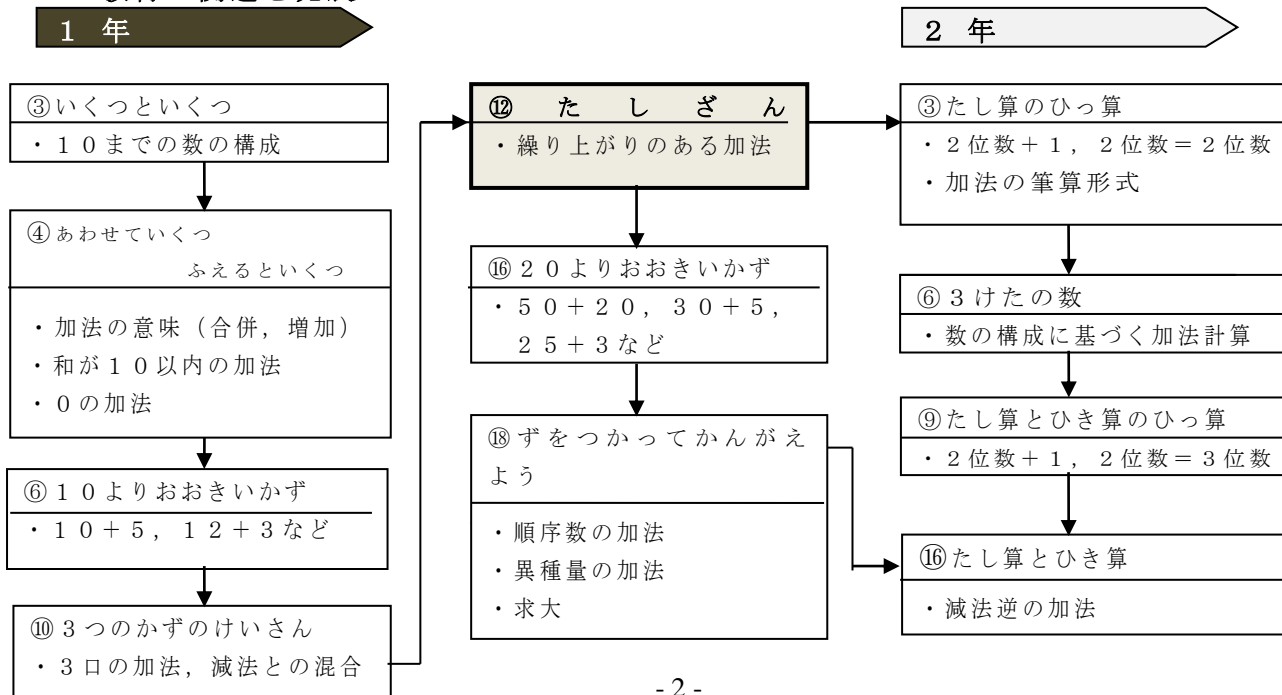 １ 年
③いくつといくつ
・１０までの数の構成
④あわせていくつ
ふえるといくつ
・加法の意味（合併，増加）
・和が１０以内の加法
・０の加法
⑥１０よりおおきいかず
・１０＋５，１２＋３など
⑩３つのかずのけいさん
・３口の加法，減法との混合
⑫ たしざん
・繰り上がりのある加法
⑯２０よりおおきいかず
・５０＋２０，３０＋５，
２５＋３など
⑱ずをつかってかんがえ
よう
・順序数の加法
・異種量の加法
・求大
２ 年
③たし算のひっ算
・２位数＋１，２位数＝２位数
・加法の筆算形式
⑥３けたの数
・数の構成に基づく加法計算
⑨たし算とひき算のひっ算
・２位数＋１，２位数＝３位数
⑯たし算とひき算
・減法逆の加法
- 2 -